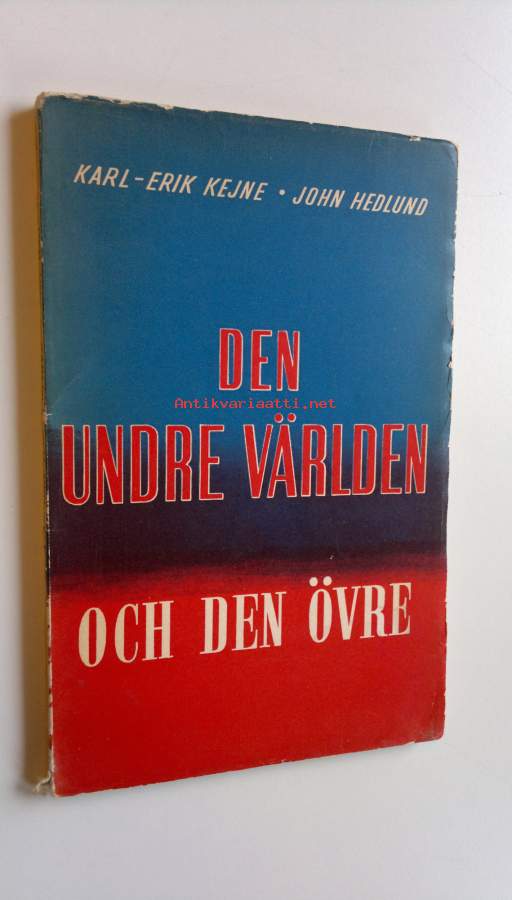 KARL-ERIK KEJNE • JOHN HEDLUND
DEN
Antikvariaatti.net
UNDRE VÄRLDEN
OCH DEN ÖVRE